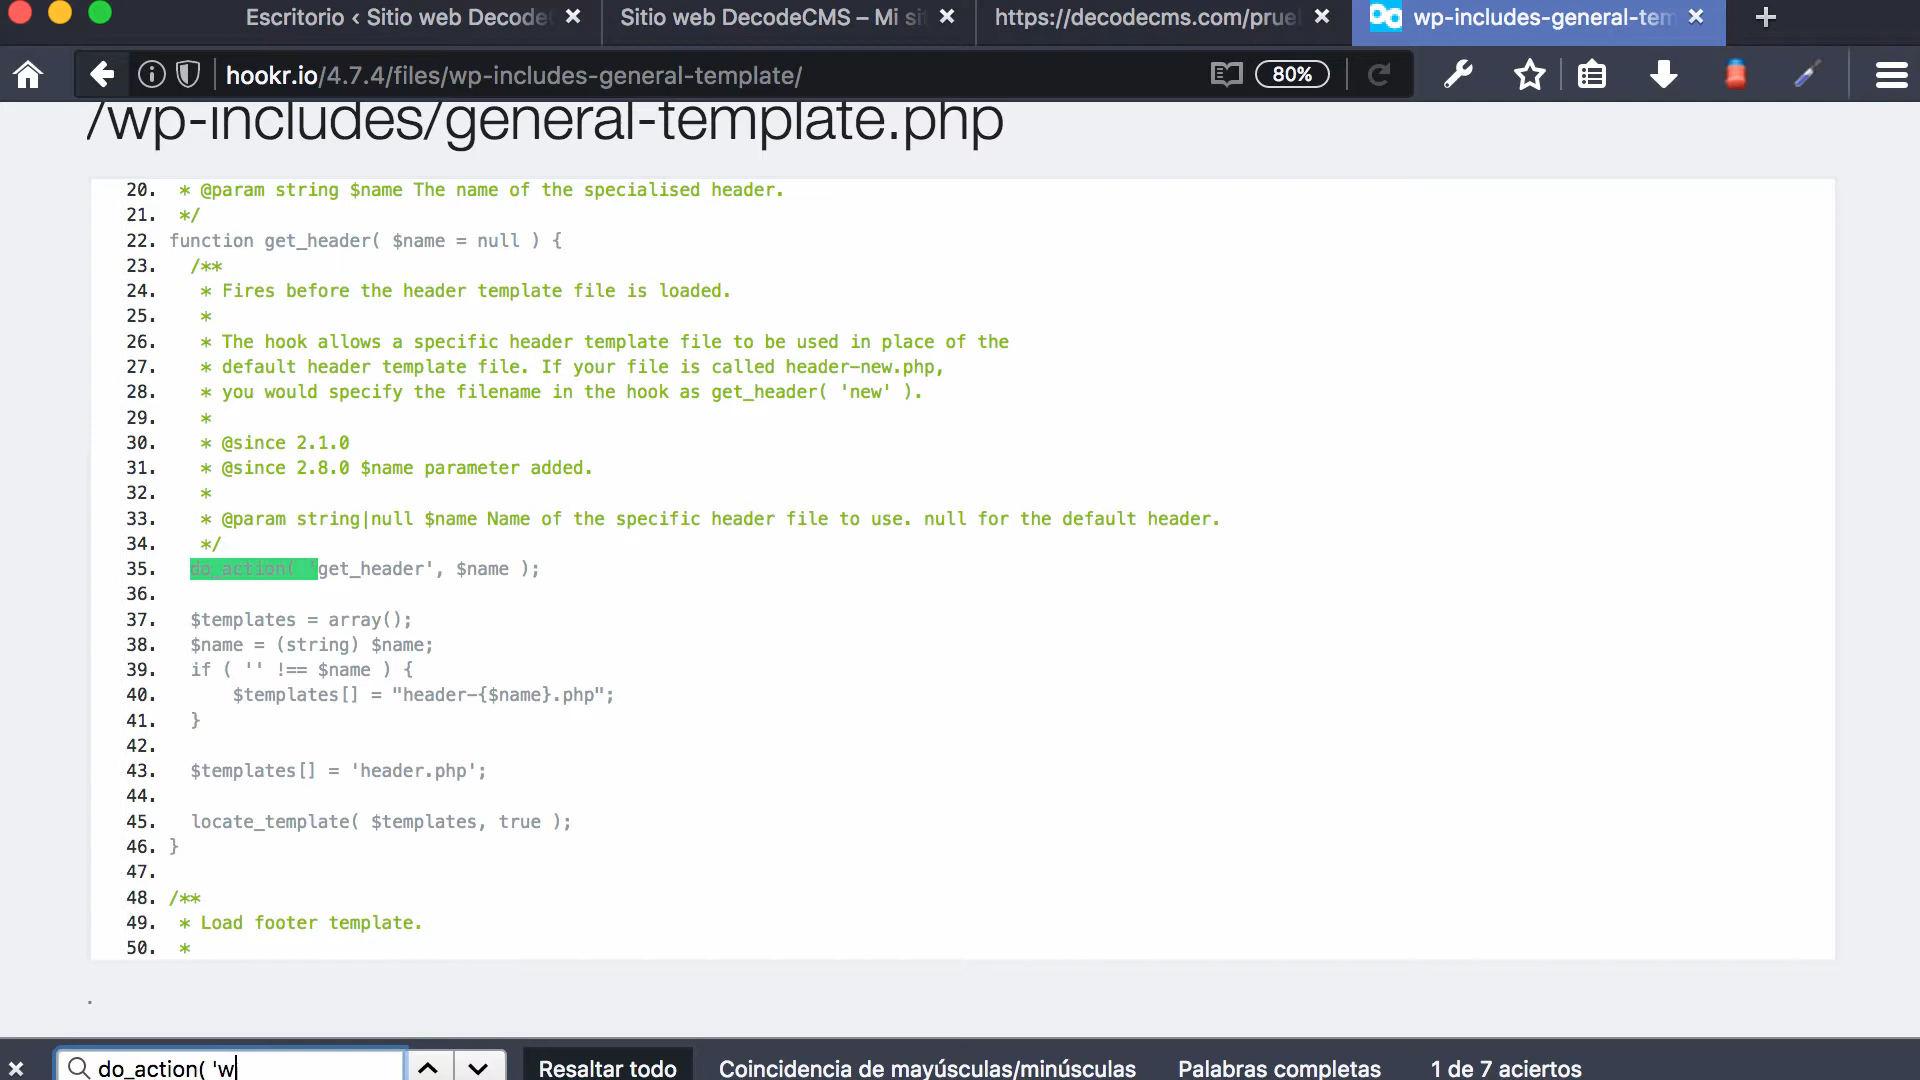 Escritorio ‹ Sitio web Decode
Sitio web DecodeCMS – Mi si
https://decodecms.com/prue
wp-includes-general-tem
hookr.io/4.7.4/files/wp-includes-general-template/
80%
/wp-includes/general-template.php
20. * @param string $name The name of the specialised header.
21. */
22. function get_header( $name = null ) {
23. /**
24. * Fires before the header template file is loaded.
25. *
26. * The hook allows a specific header template file to be used in place of the
27. * default header template file. If your file is called header-new.php,
28. * you would specify the filename in the hook as get_header( 'new' ).
29. *
30. * @since 2.1.0
31. * @since 2.8.0 $name parameter added.
32. *
33. * @param string|null $name Name of the specific header file to use. null for the default header.
34. */
35. do_action( 'get_header', $name );
36.
37. $templates = array();
38. $name = (string) $name;
39. if ( '' !== $name ) {
40. $templates[] = "header-{$name}.php";
41. }
42.
43. $templates[] = 'header.php';
44.
45. locate_template( $templates, true );
46. }
47.
48. /**
49. * Load footer template.
50. *
.
do_action( 'w
Resaltar todo
Coincidencia de mayúsculas/minúsculas
Palabras completas
1 de 7 aciertos